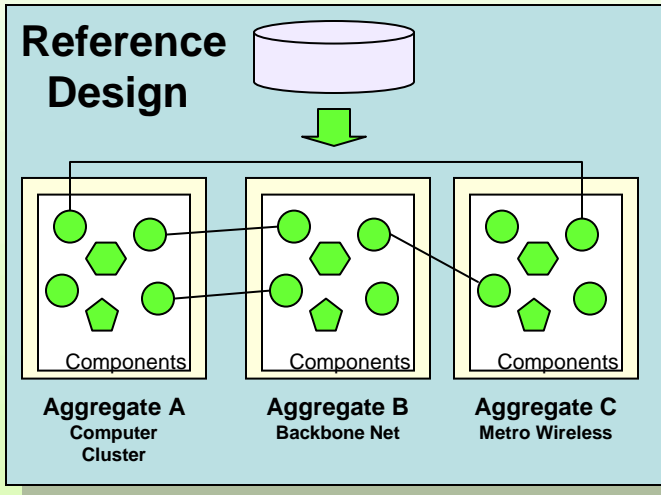 Reference
Design
Components
Components
Components
Aggregate A
Computer
Cluster
Aggregate B
Backbone Net
Aggregate C
Metro Wireless